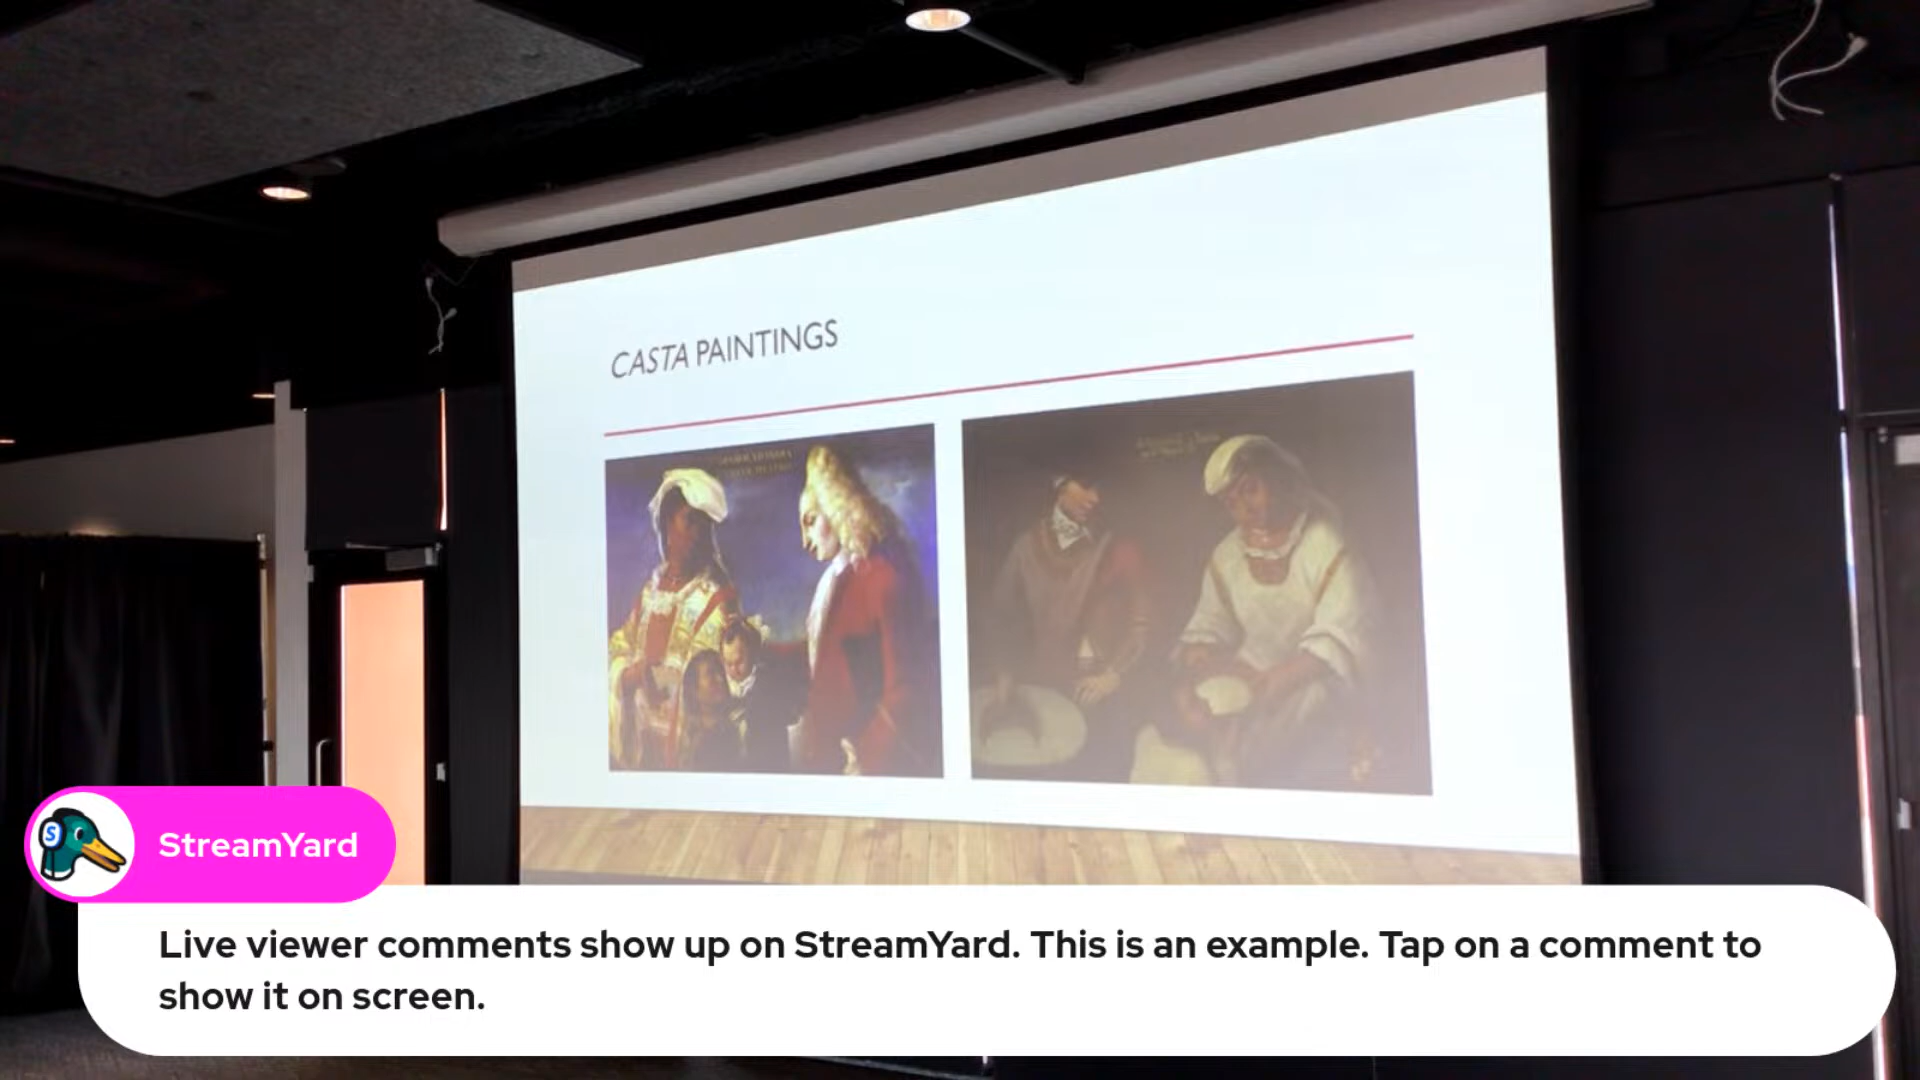 CASTA PAINTINGS
StreamYard
Live viewer comments show up on StreamYard. This is an example. Tap on a comment to
show it on screen.